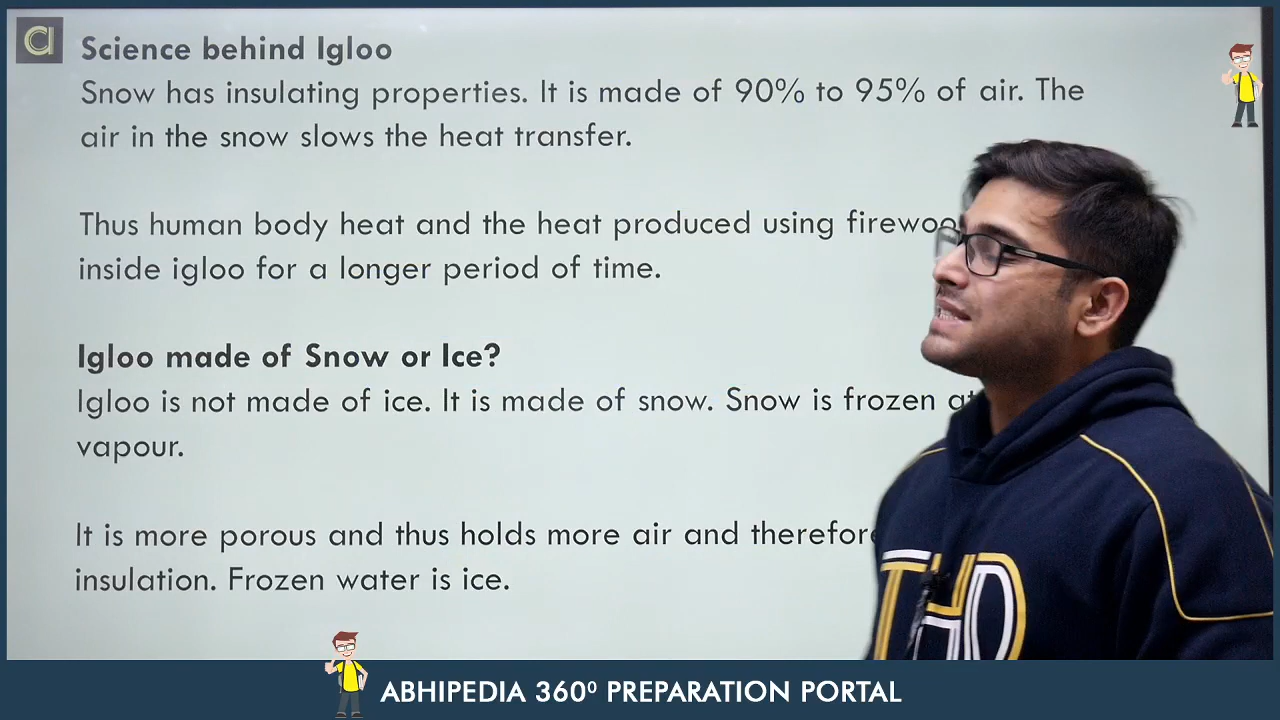 a
Science behind Igloo
Snow has insulating properties. It is made of 90% to 95% of air. The
air in the snow slows the heat transfer.
Thus human body heat and the heat produced using
inside igloo for a longer period of time.
Igloo made of Snow or Ice?
Igloo is not made of ice. It is made of snow. Snow is frozen
vapour.
It is more porous and thus holds more air and therefore
insulation. Frozen water is ice.
THD
ABHIPEDIA 360⁰ PREPARATION PORTAL